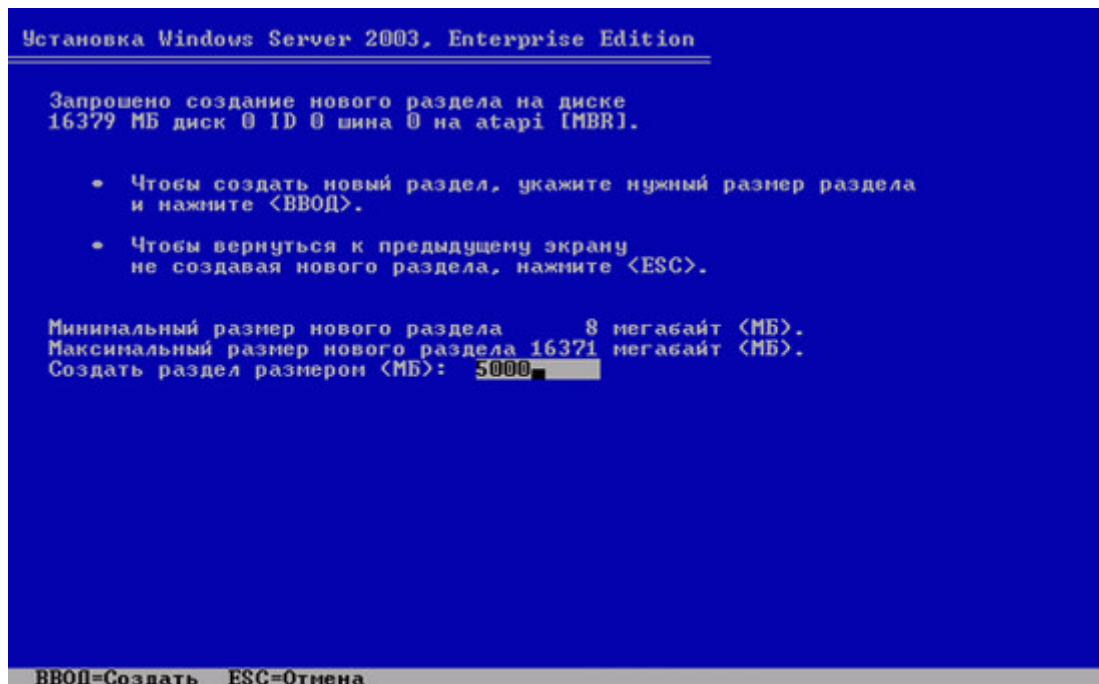 Установка Windows Server 2003, Enterprise Edition
Запрошено создание нового раздела на диске
16379 МБ диск 0 ID 0 шина 0 на atapi [MBR].
• Чтобы создать новый раздел, укажите нужный размер раздела
и нажмите <ВВОД>.
• Чтобы вернуться к предыдущему экрану
не создавая нового раздела, нажмите <ESC>.
Минимальный размер нового раздела 8 мегабайт (МБ).
Максимальный размер нового раздела 16371 мегабайт (МБ).
Создать раздел размером (МБ): 5000
ВВОД=Создать ESC=Отмена